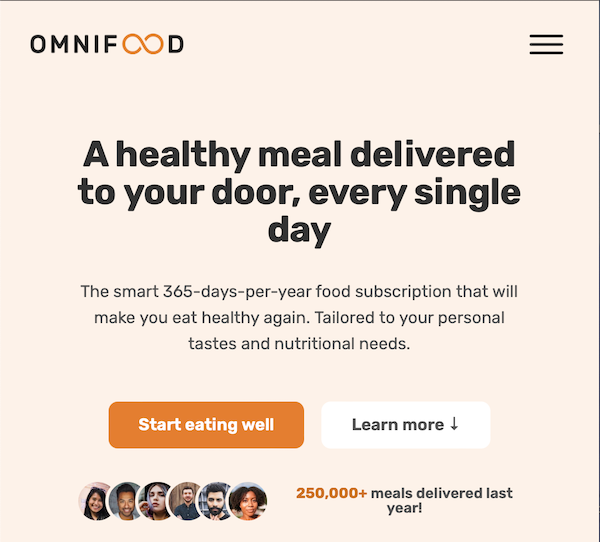 OMNIFOOD
A healthy meal delivered
to your door, every single
day
The smart 365-days-per-year food subscription that will
make you eat healthy again. Tailored to your personal
tastes and nutritional needs.
Start eating well
Learn more ↓
250,000+ meals delivered last
year!